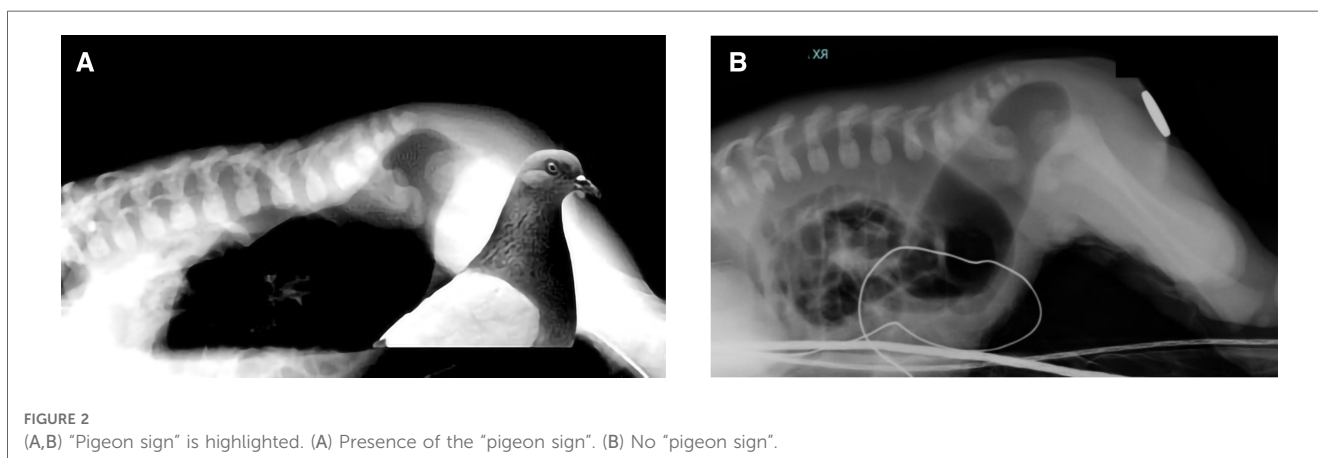 A
B
XR
FIGURE 2
(A,B) “Pigeon sign” is highlighted. (A) Presence of the “pigeon sign”. (B) No “pigeon sign”.